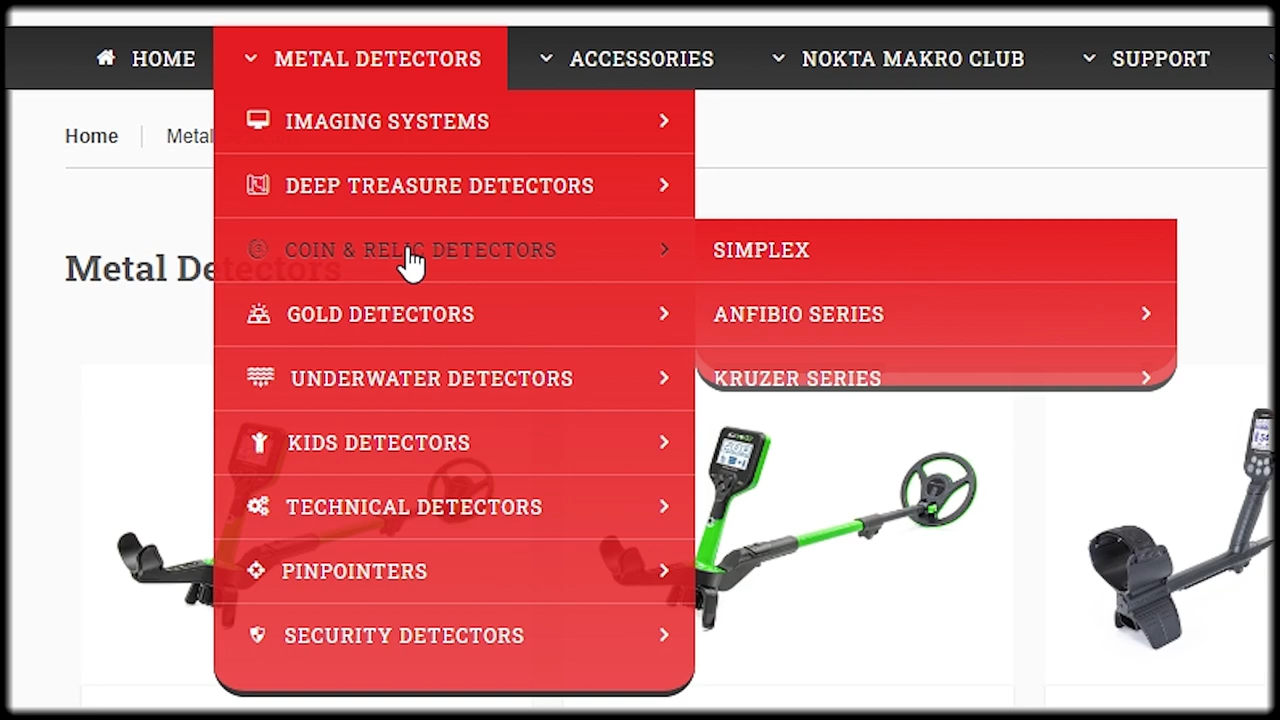 HOME METAL DETECTORS ACCESSORIES NOKTA MAKRO CLUB SUPPORT
Home Metal
IMAGING SYSTEMS
DEEP TREASURE DETECTORS
COIN & RELIC DETECTORS
SIMPLEX
Metal Detectors
GOLD DETECTORS
ANFIBIO SERIES
UNDERWATER DETECTORS
KRUZER SERIES
KIDS DETECTORS
TECHNICAL DETECTORS
PINPOINTERS
SECURITY DETECTORS